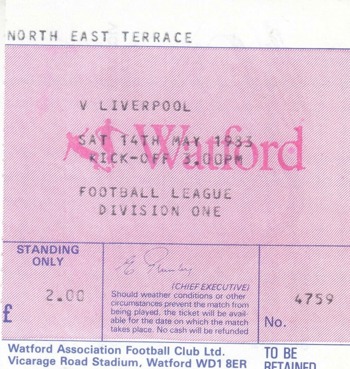 NORTH EAST TERRACE
V LIVERPOOL
SAT 14TH MAY 1983
KICK-OFF 3.00PM
Watford
FOOTBALL LEAGUE
DIVISION ONE
STANDING
ONLY
£ 2.00
(CHIEF EXECUTIVE)
Should weather conditions or other
circumstances prevent the match from
being played, the ticket will be avail-
able for the date on which the match
takes place. No cash will be refunded
No. 4759
Watford Association Football Club Ltd.
Vicarage Road Stadium, Watford WD1 8ER
TO BE
RETAINED